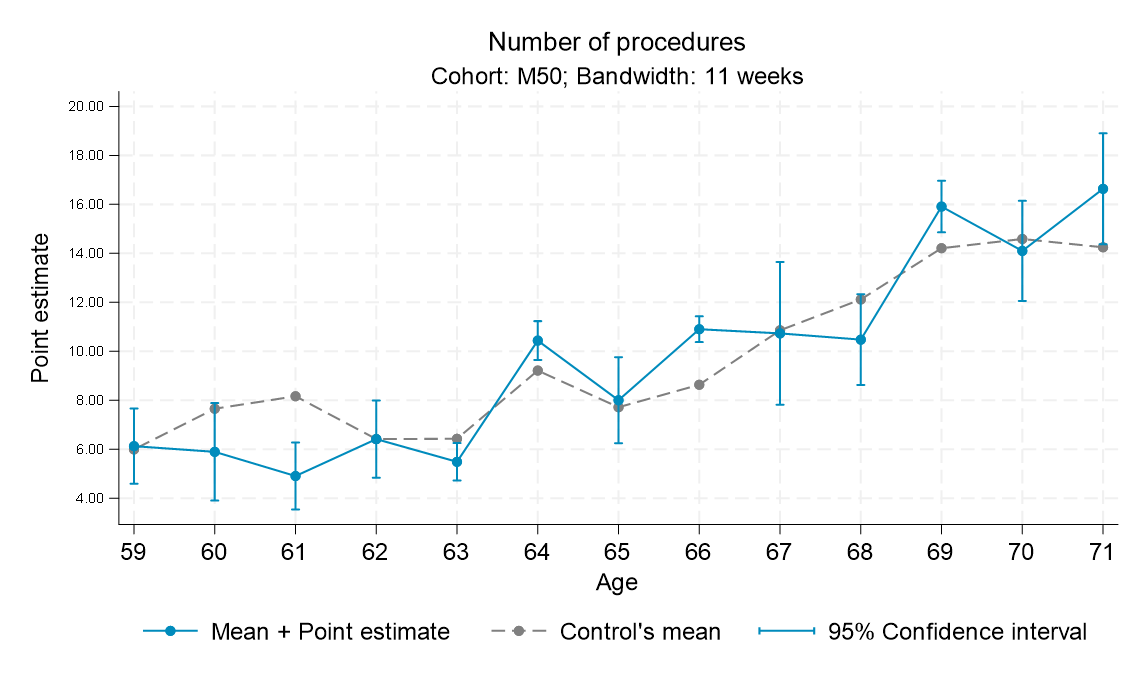 Number of procedures
Cohort: M50; Bandwidth: 11 weeks
Point estimate
20.00
18.00
16.00
14.00
12.00
10.00
8.00
6.00
4.00
59 60 61 62 63 64 65 66 67 68 69 70 71
Age
Mean + Point estimate Control's mean 95% Confidence interval